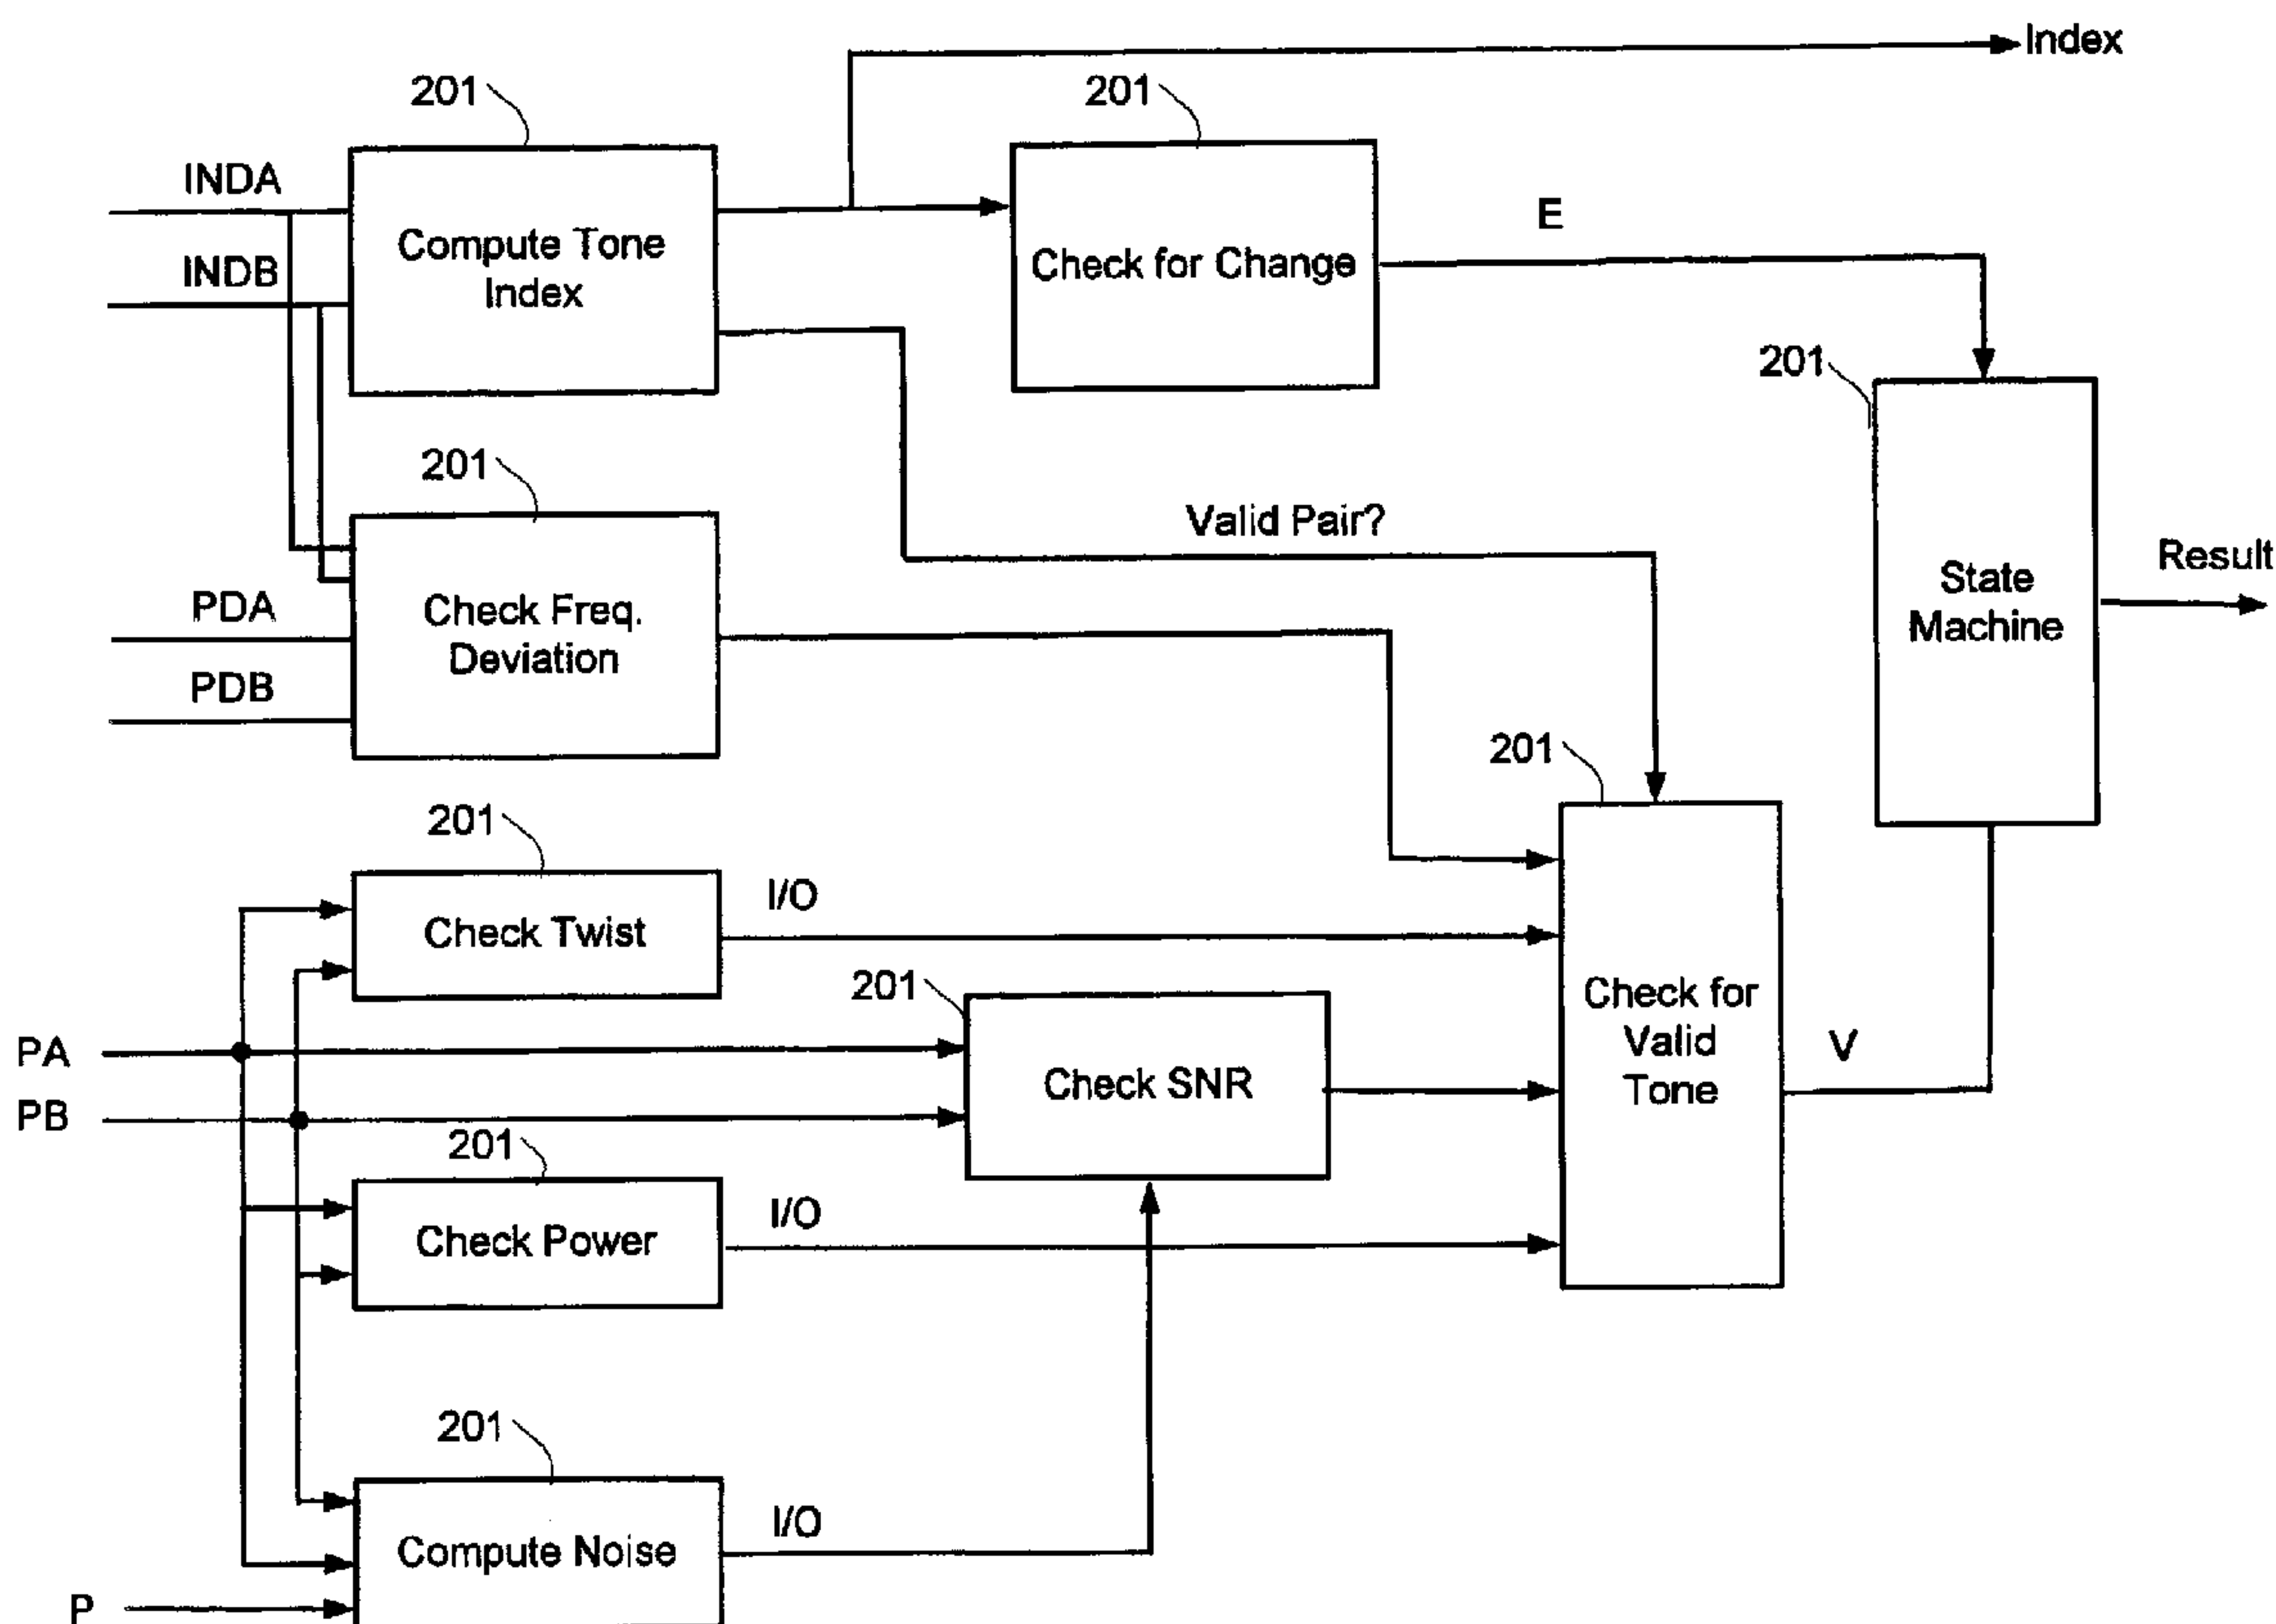 Index
201
201
INDA
Compute Tone
Index
INDB
Check for Change
E
201
201
Valid Pair?
Result
State
Machine
PDA
Check Freq.
Deviation
PDB
201
201
I/O
Check Twist
201
Check for
Valid
Tone
PA
Check SNR
V
PB
201
I/O
Check Power
201
I/O
Compute Noise
P